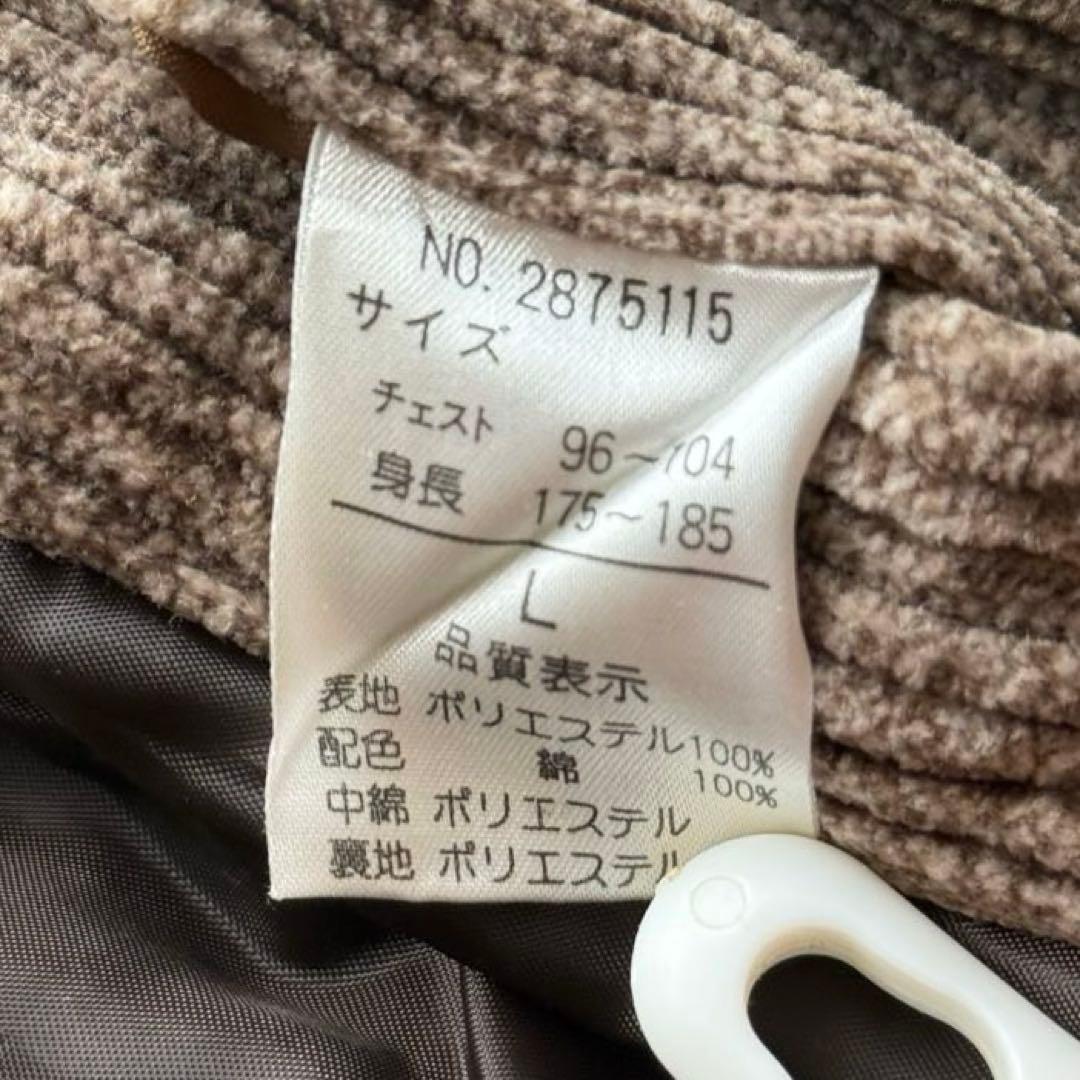 NO. 2875115
サイズ
チェスト 96～104
身長 175～185
L
品質表示
表地 ポリエステル100%
配色 綿 100%
中綿 ポリエステル
裏地 ポリエステル